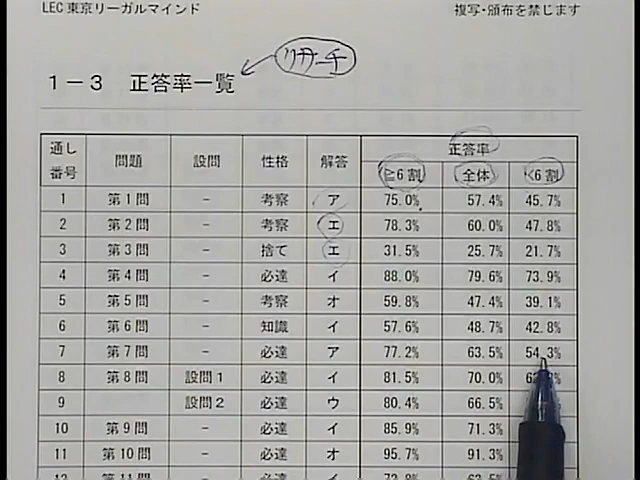 LEC東京リーガルマインド 複写・頒布を禁じます
リサーチ
1－3 正答率一覧
通し番号 問題 設問 性格 解答 正答率
≧6割 全体 <6割
1 第1問 － 考察 ア 75.0% 57.4% 45.7%
2 第2問 － 考察 エ 78.3% 60.0% 47.8%
3 第3問 － 捨て エ 31.5% 25.7% 21.7%
4 第4問 － 必達 イ 88.0% 79.6% 73.9%
5 第5問 － 考察 オ 59.8% 47.4% 39.1%
6 第6問 － 知識 イ 57.6% 48.7% 42.8%
7 第7問 － 必達 ア 77.2% 63.5% 54.3%
8 第8問 設問1 必達 イ 81.5% 70.0%
9 設問2 必達 ウ 80.4% 66.5%
10 第9問 － 必達 イ 85.9% 71.3%
11 第10問 － 必達 オ 95.7% 91.3%